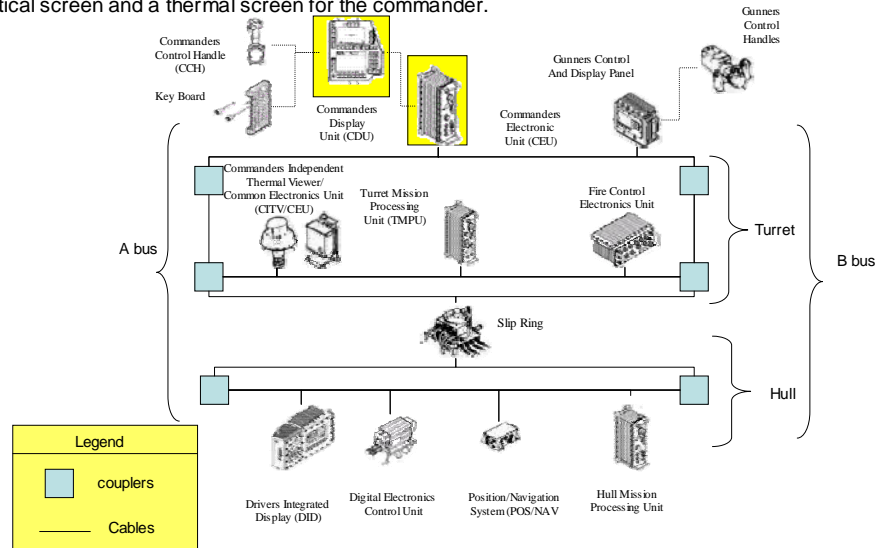 tical screen and a thermal screen for the commander.
Commanders
Control Handle
(CCH)
Key Board
Commanders
Display
Unit (CDU)
Commanders
Electronic
Unit (CEU)
Gunners Control
And Display Panel
Gunners
Control
Handles
Commanders Independent
Thermal Viewer/
Common Electronics Unit
(CITV/CEU)
Turret Mission
Processing
Unit (TMPU)
Fire Control
Electronics Unit
Turret
A bus
B bus
Slip Ring
Hull
Legend
couplers
Cables
Drivers Integrated
Display (DID)
Digital Electronics
Control Unit
Position/Navigation
System (POS/NAV
Hull Mission
Processing Unit